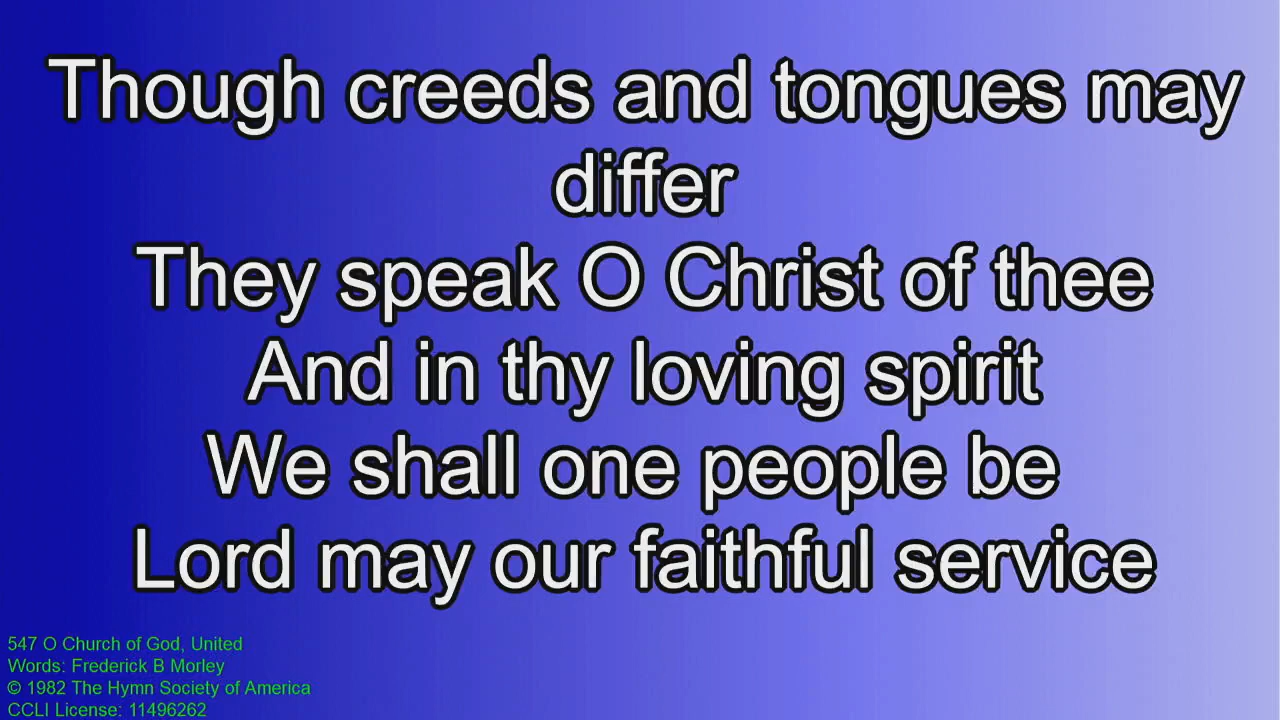 Though creeds and tongues may
differ
They speak O Christ of thee
And in thy loving spirit
We shall one people be
Lord may our faithful service
547 O Church of God, United
Words: Frederick B Morley
© 1982 The Hymn Society of America
CCLI License: 11496262